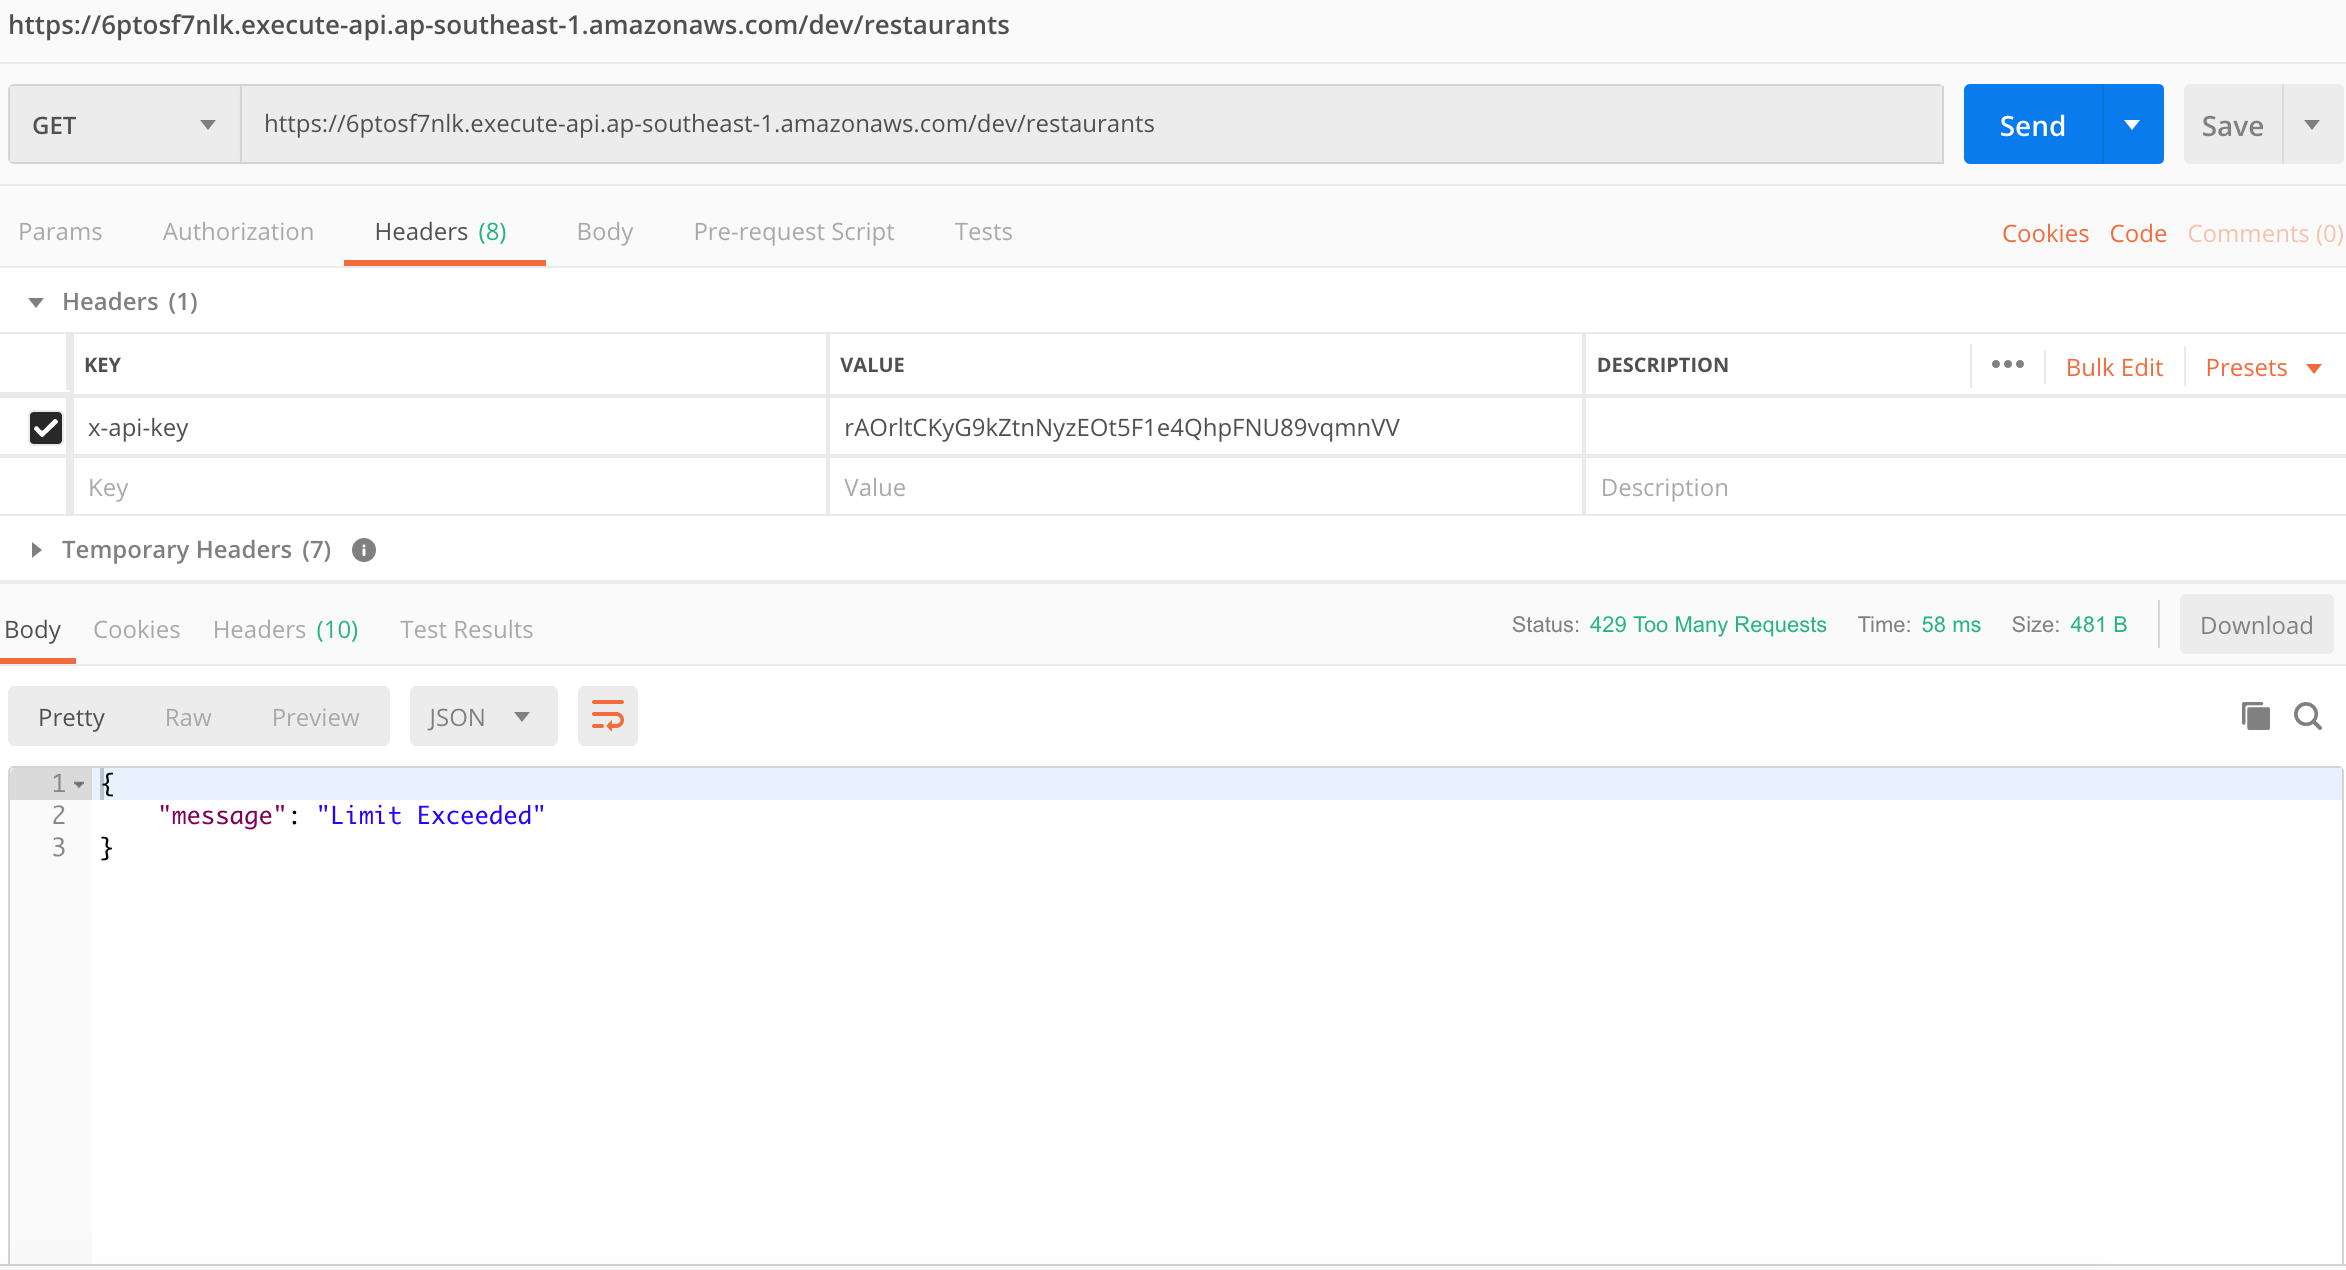 https://6ptosf7nlk.execute-api.ap-southeast-1.amazonaws.com/dev/restaurants
GET https://6ptosf7nlk.execute-api.ap-southeast-1.amazonaws.com/dev/restaurants Send Save
Params Authorization Headers (8) Body Pre-request Script Tests Cookies Code Comments (0)
Headers (1)
KEY VALUE DESCRIPTION ••• Bulk Edit Presets
x-api-key rAOrltCKyG9kZtnNyzEOt5F1e4QhpFNU89vqmnVV
Key Value Description
Temporary Headers (7) i
Body Cookies Headers (10) Test Results Status: 429 Too Many Requests Time: 58 ms Size: 481 B Download
Pretty Raw Preview JSON
1 {
2 "message": "Limit Exceeded"
3 }